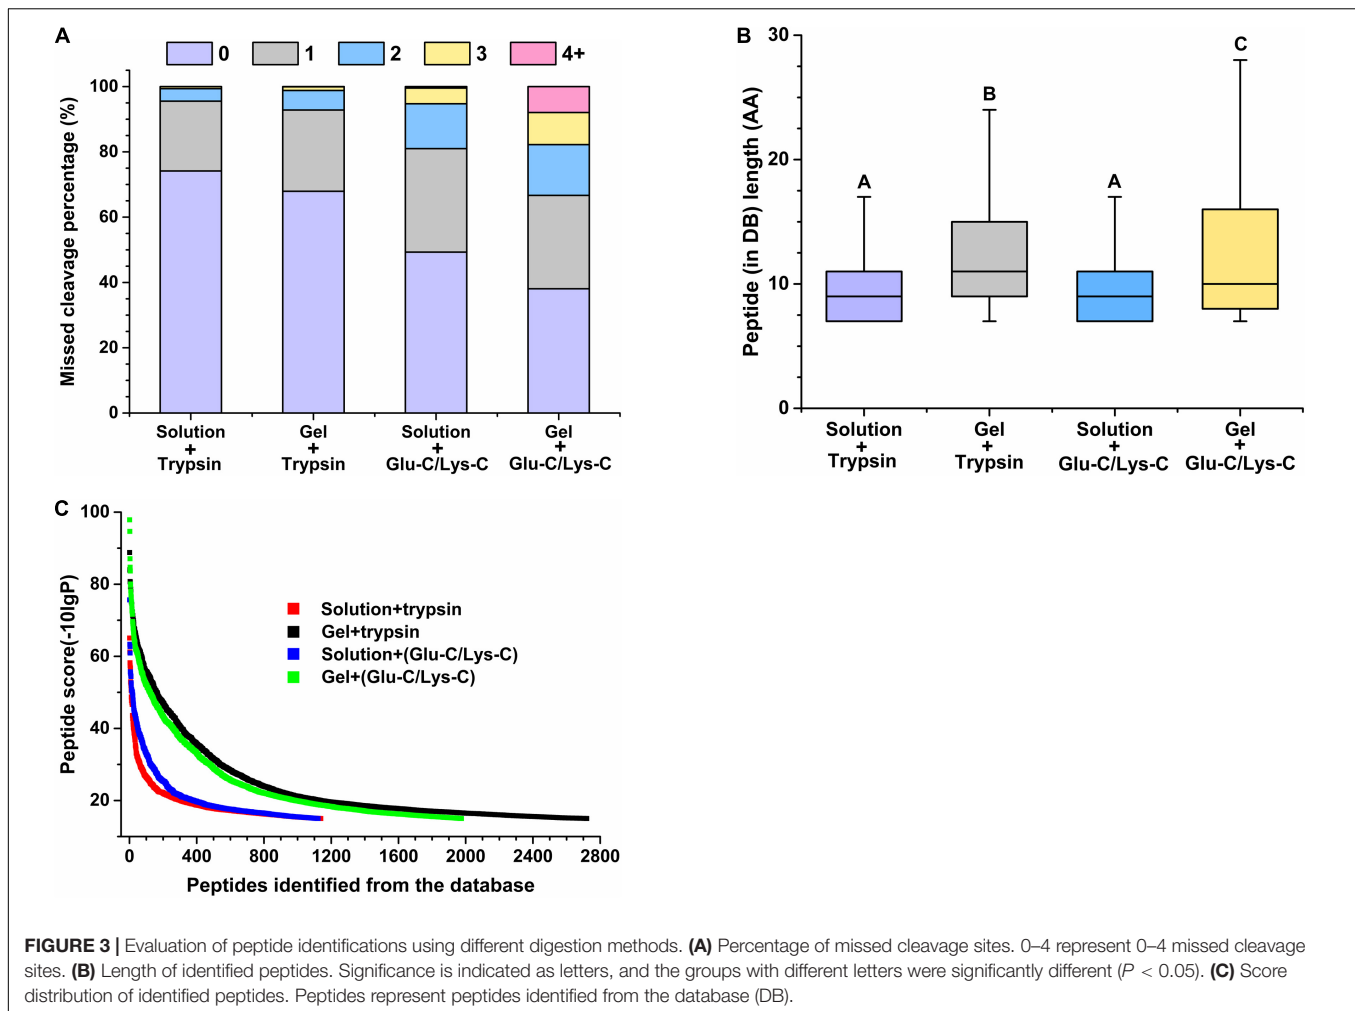 A
0 1 2 3 4+
Missed cleavage percentage (%)
100
80
60
40
20
0
Solution + Trypsin
Gel + Trypsin
Solution + Glu-C/Lys-C
Gel + Glu-C/Lys-C
B
Peptide (in DB) length (AA)
30
20
10
0
A
B
A
C
Solution + Trypsin
Gel + Trypsin
Solution + Glu-C/Lys-C
Gel + Glu-C/Lys-C
C
Peptide score(-10lgP)
100
80
60
40
20
Solution+trypsin
Gel+trypsin
Solution+(Glu-C/Lys-C)
Gel+(Glu-C/Lys-C)
0 400 800 1200 1600 2000 2400 2800
Peptides identified from the database
FIGURE 3 | Evaluation of peptide identifications using different digestion methods. (A) Percentage of missed cleavage sites. 0–4 represent 0–4 missed cleavage
sites. (B) Length of identified peptides. Significance is indicated as letters, and the groups with different letters were significantly different (P < 0.05). (C) Score
distribution of identified peptides. Peptides represent peptides identified from the database (DB).